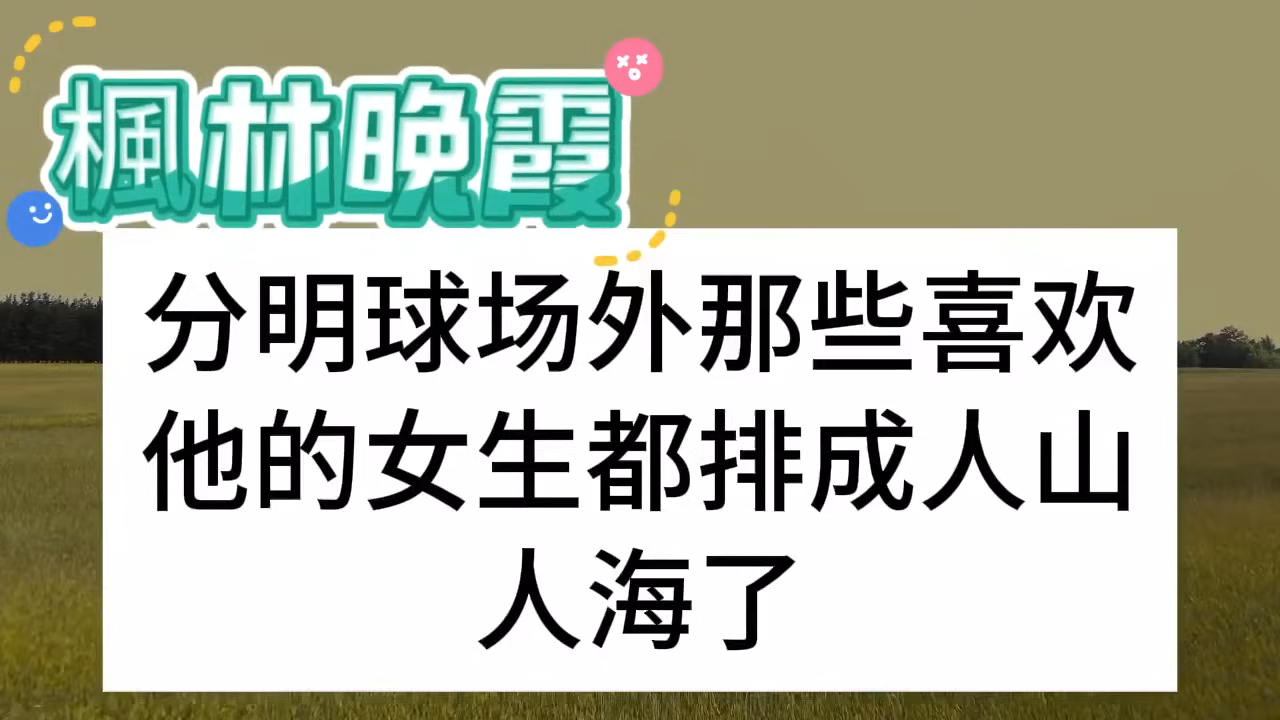 楓林晚霞
分明球场外那些喜欢
他的女生都排成人山
人海了